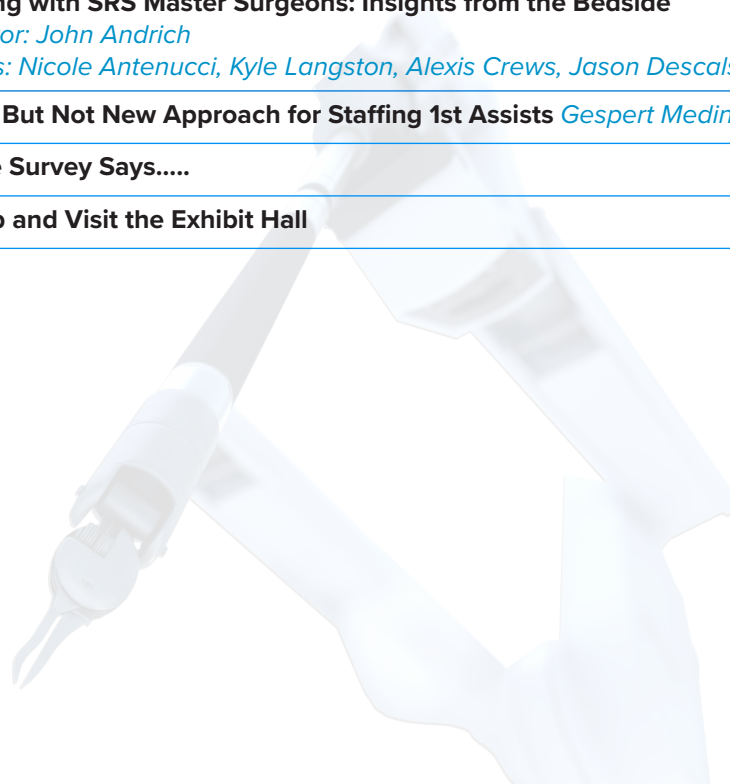 ng with SRS Master Surgeons: Insights from the Bedside
or: John Andrich
s: Nicole Antenucci, Kyle Langston, Alexis Crews, Jason Descals
But Not New Approach for Staffing 1st Assists Gespert Medin
e Survey Says.....
p and Visit the Exhibit Hall